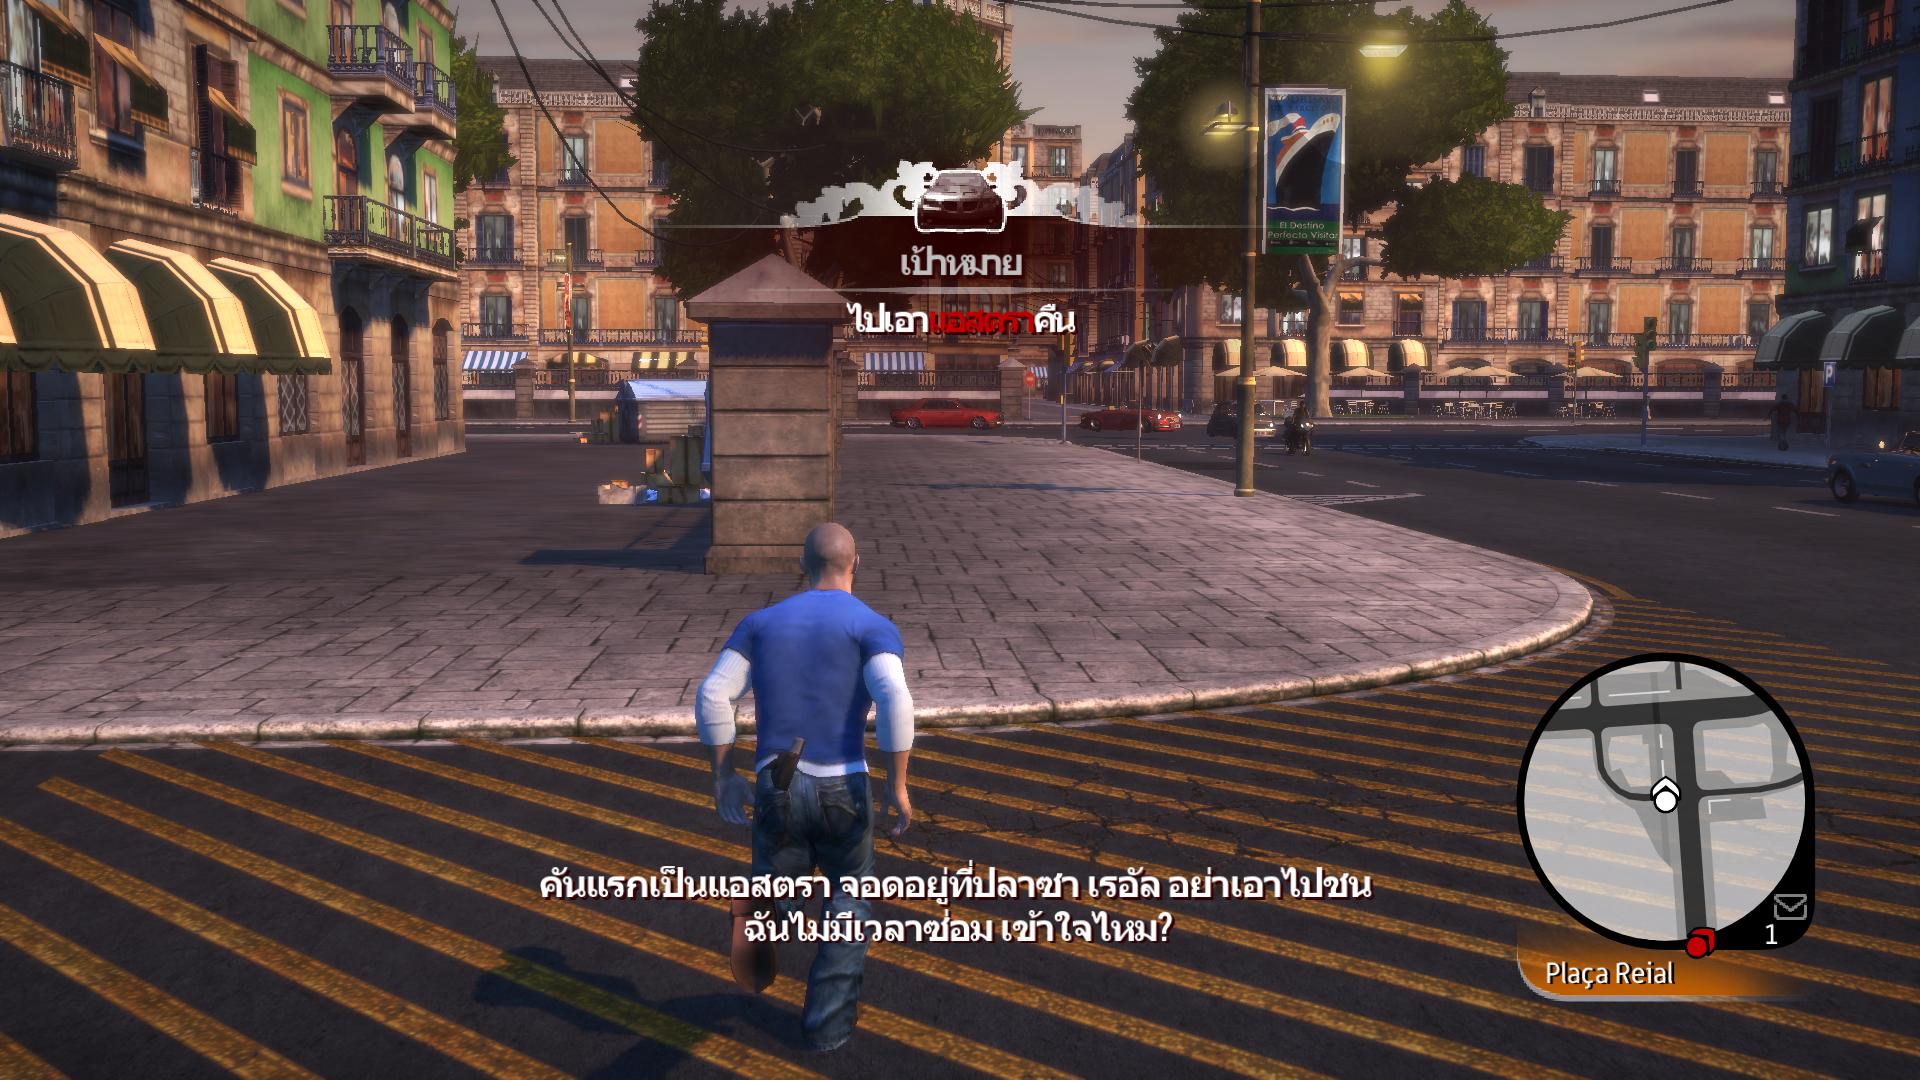 เป้าหมาย
ไปเอาแอสตราคืน
El Destino
Perfecto Visitar
P
คันแรกเป็นแอสตรา จอดอยู่ที่ปลาซา เรอัล อย่าเอาไปชน
ฉันไม่มีเวลาซ่อม เข้าใจไหม?
1
Plaça Reial